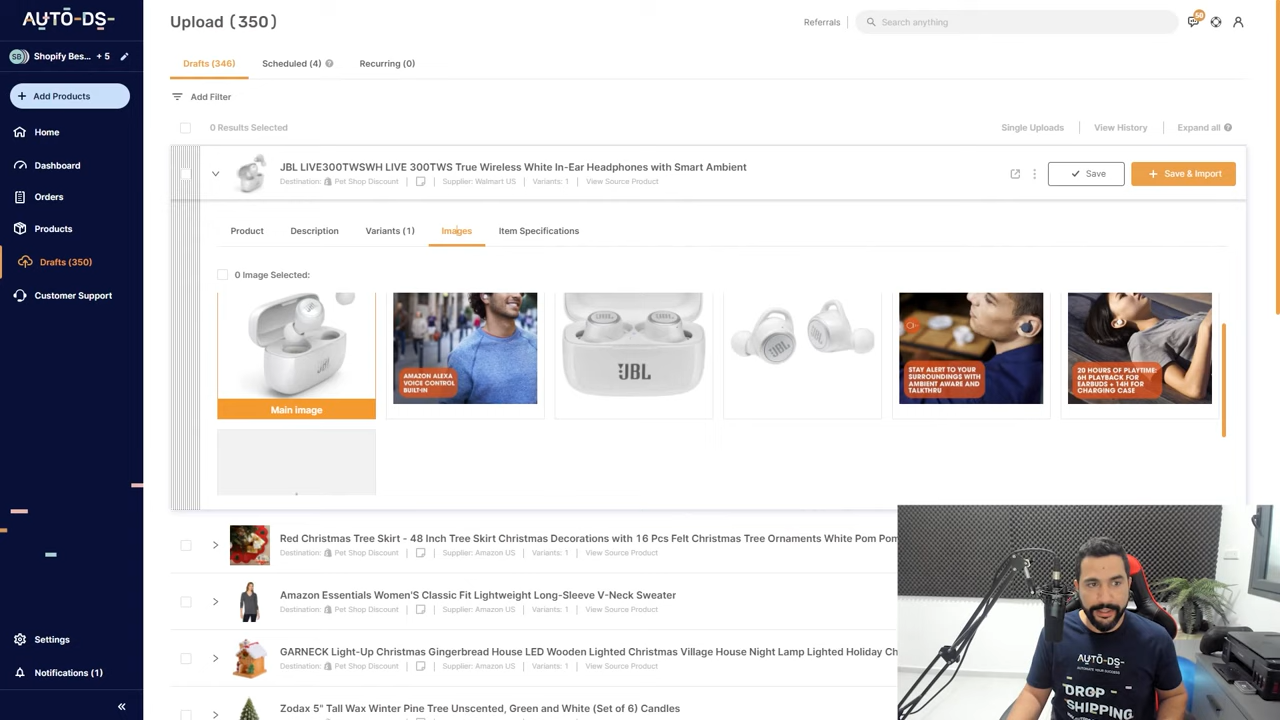 AUTO-DS-
Upload (350)
Referrals
Search anything
50
SB
Shopify Bes... + 5
Drafts (346)
Scheduled (4)
Recurring (0)
+ Add Products
Add Filter
Home
0 Results Selected
Single Uploads
View History
Expand all
Dashboard
JBL LIVE300TWSWH LIVE 300TWS True Wireless White In-Ear Headphones with Smart Ambient
Destination: Pet Shop Discount
Supplier: Walmart US
Variants: 1
View Source Product
Save
+ Save & Import
Orders
Products
Product
Description
Variants (1)
Images
Item Specifications
Drafts (350)
0 Image Selected:
Customer Support
AMAZON ALEXA
VOICE CONTROL
BUILT-IN
JBL
JBL
STAY ALERT TO YOUR
SURROUNDINGS WITH
AMBIENT AWARE AND
TALKTHRU
20 HOURS OF PLAYTIME:
6H PLAYBACK FOR
EARBUDS + 14H FOR
CHARGING CASE
Main image
Red Christmas Tree Skirt - 48 Inch Tree Skirt Christmas Decorations with 16 Pcs Felt Christmas Tree Ornaments White Pom Pom
Destination: Pet Shop Discount
Supplier: Amazon US
Variants: 1
View Source Product
Amazon Essentials Women'S Classic Fit Lightweight Long-Sleeve V-Neck Sweater
Destination: Pet Shop Discount
Supplier: Amazon US
Variants: 1
View Source Product
GARNECK Light-Up Christmas Gingerbread House LED Wooden Lighted Christmas Village House Night Lamp Lighted Holiday Ch
Destination: Pet Shop Discount
Supplier: Amazon US
Variants: 1
View Source Product
Zodax 5" Tall Wax Winter Pine Tree Unscented, Green and White (Set of 6) Candles
Settings
Notifications (1)
AUTO-DS-
AUTOMATE YOUR SUCCESS
DROP
SHIPPING